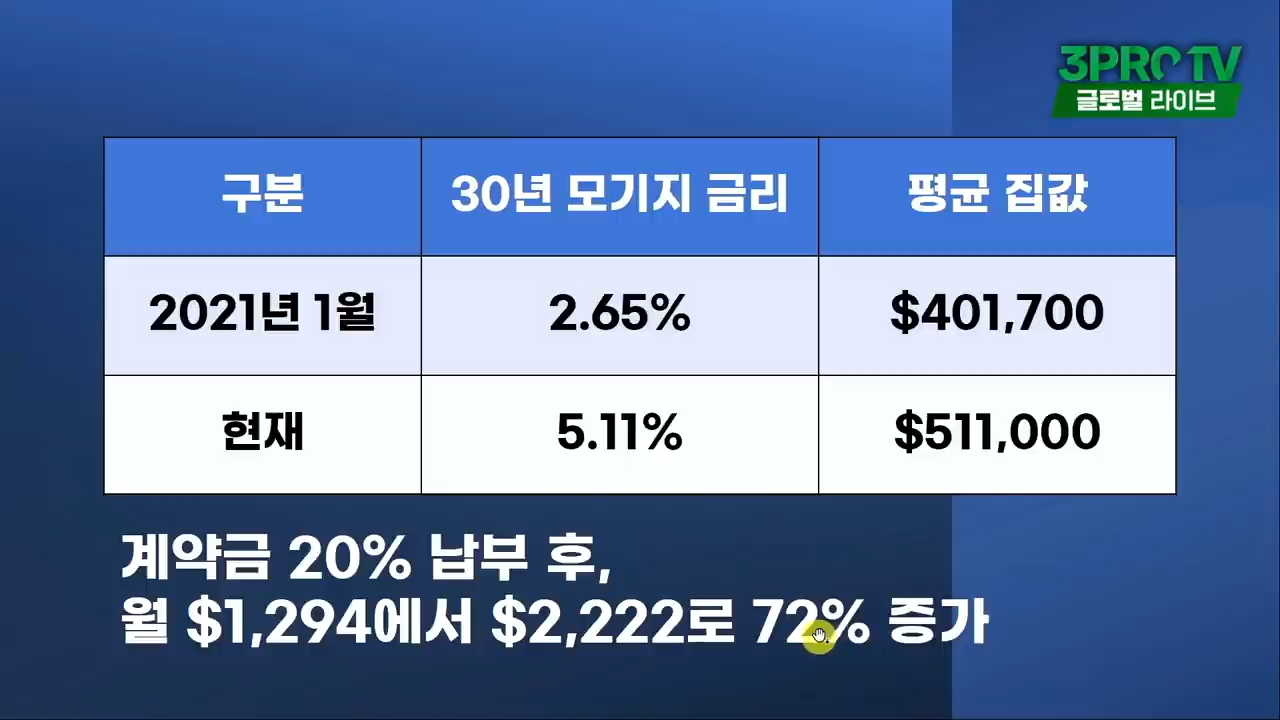 3PRO TV
글로벌 라이브
구분 30년 모기지 금리 평균 집값
2021년 1월 2.65% $401,700
현재 5.11% $511,000
계약금 20% 납부 후,
월 $1,294에서 $2,222로 72% 증가